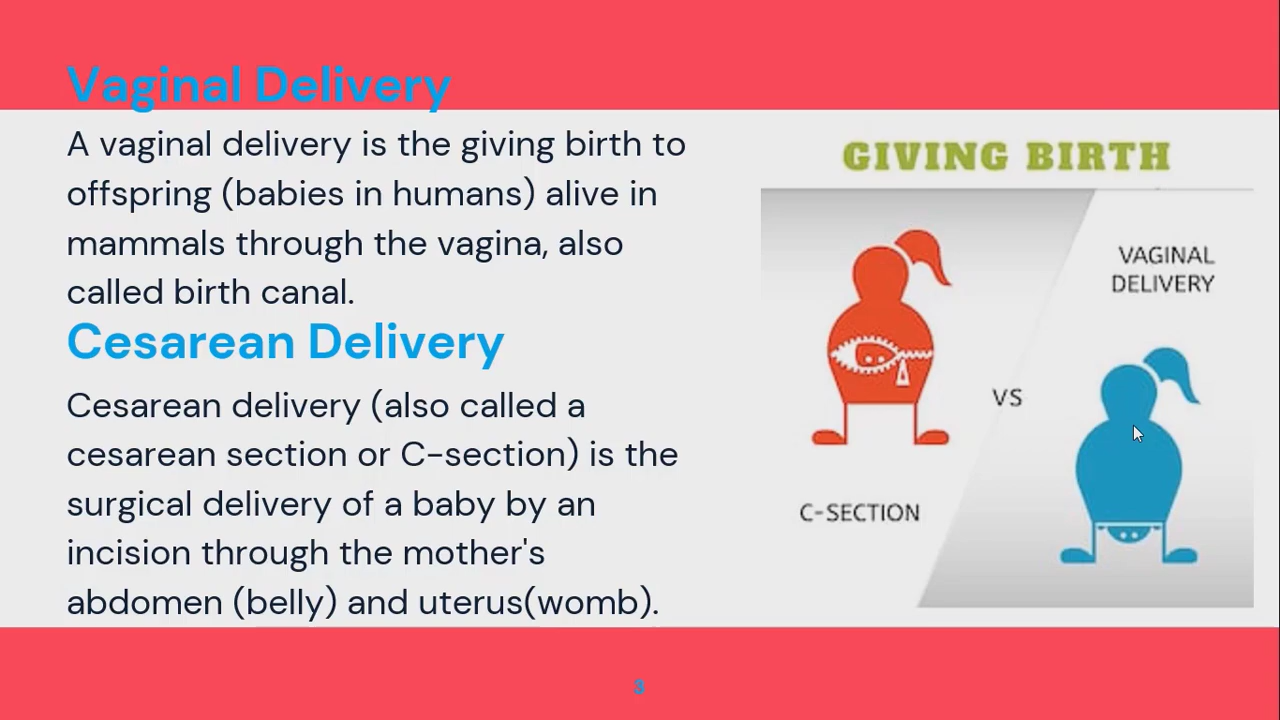 Vaginal Delivery
A vaginal delivery is the giving birth to
offspring (babies in humans) alive in
mammals through the vagina, also
called birth canal.
Cesarean Delivery
Cesarean delivery (also called a
cesarean section or C-section) is the
surgical delivery of a baby by an
incision through the mother's
abdomen (belly) and uterus(womb).
GIVING BIRTH
VAGINAL
DELIVERY
VS
C-SECTION
3